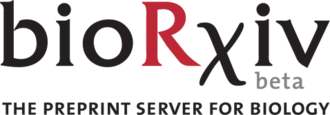 bioRχiv
beta
THE PREPRINT SERVER FOR BIOLOGY